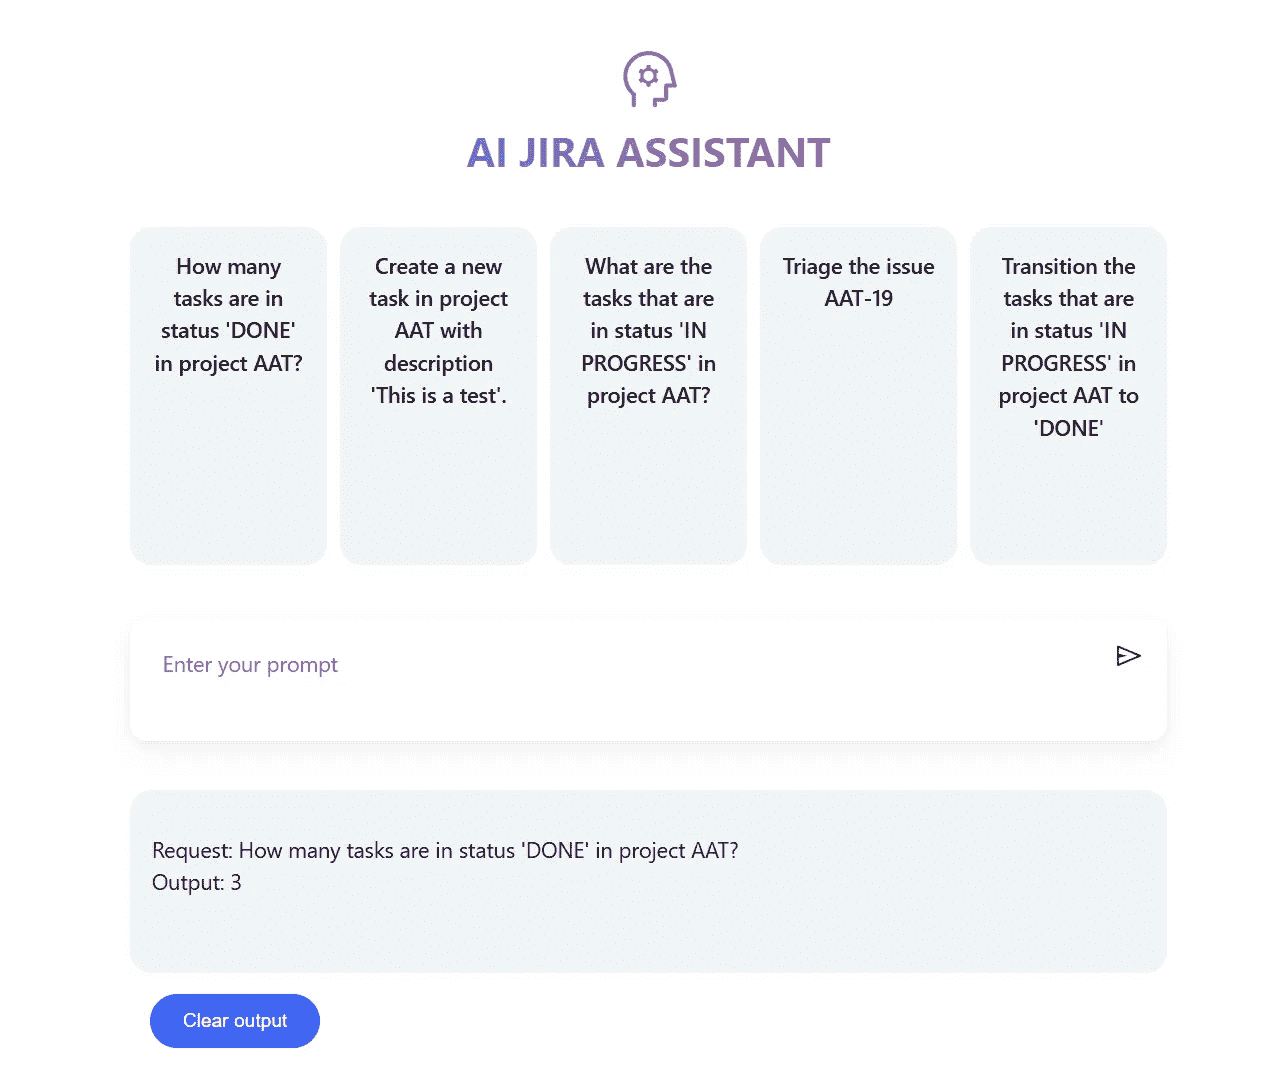 AI JIRA ASSISTANT
How many
tasks are in
status 'DONE'
in project AAT?
Create a new
task in project
AAT with
description
'This is a test'.
What are the
tasks that are
in status 'IN
PROGRESS' in
project AAT?
Triage the issue
AAT-19
Transition the
tasks that are
in status 'IN
PROGRESS' in
project AAT to
'DONE'
Enter your prompt
Request: How many tasks are in status 'DONE' in project AAT?
Output: 3
Clear output